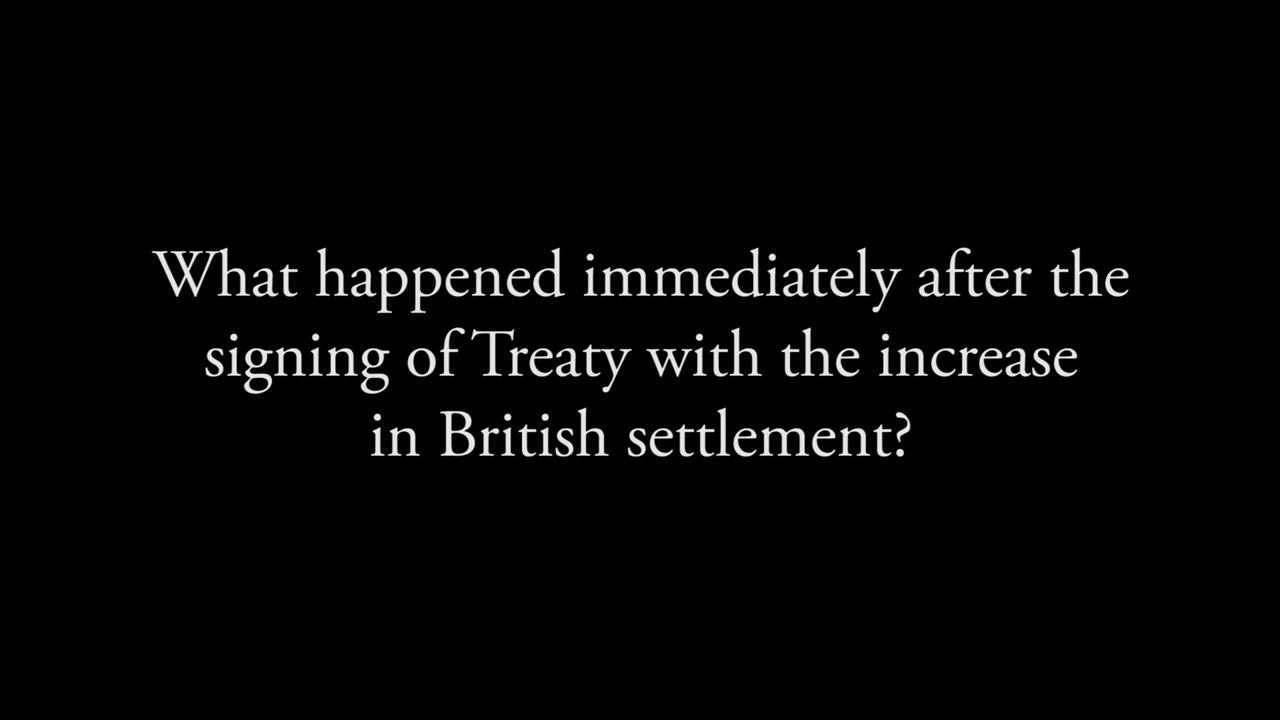 What happened immediately after the
signing of Treaty with the increase
in British settlement?